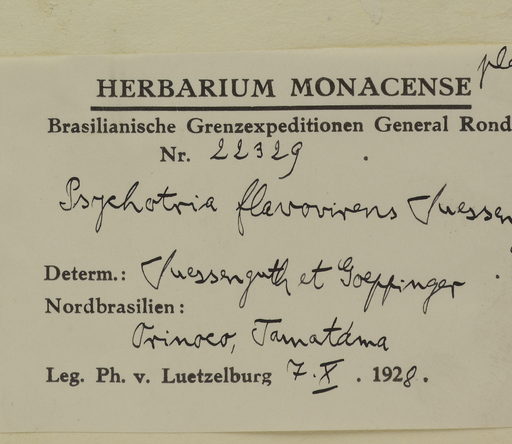 HERBARIUM MONACENSE
Brasilianische Grenzexpeditionen General Rond
Nr. 22329
Psychotria flavovirens Suessen
Determ.: Suessenguth et Goeppinger
Nordbrasilien:
Orinoco, Tamatáma
Leg. Ph. v. Luetzelburg 7. X. 1928.